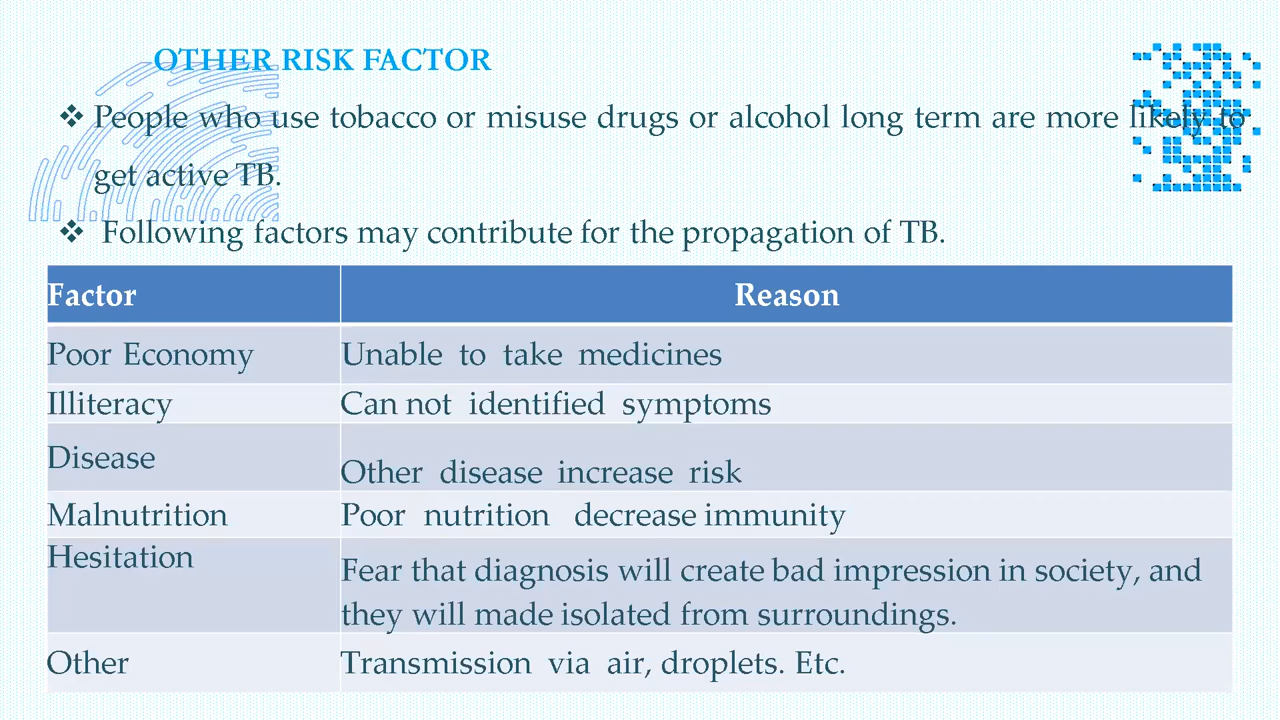 OTHER RISK FACTOR
❖ People who use tobacco or misuse drugs or alcohol long term are more likely to
get active TB.
❖ Following factors may contribute for the propagation of TB.
Factor Reason
Poor Economy Unable to take medicines
Illiteracy Can not identified symptoms
Disease Other disease increase risk
Malnutrition Poor nutrition decrease immunity
Hesitation Fear that diagnosis will create bad impression in society, and
they will made isolated from surroundings.
Other Transmission via air, droplets. Etc.